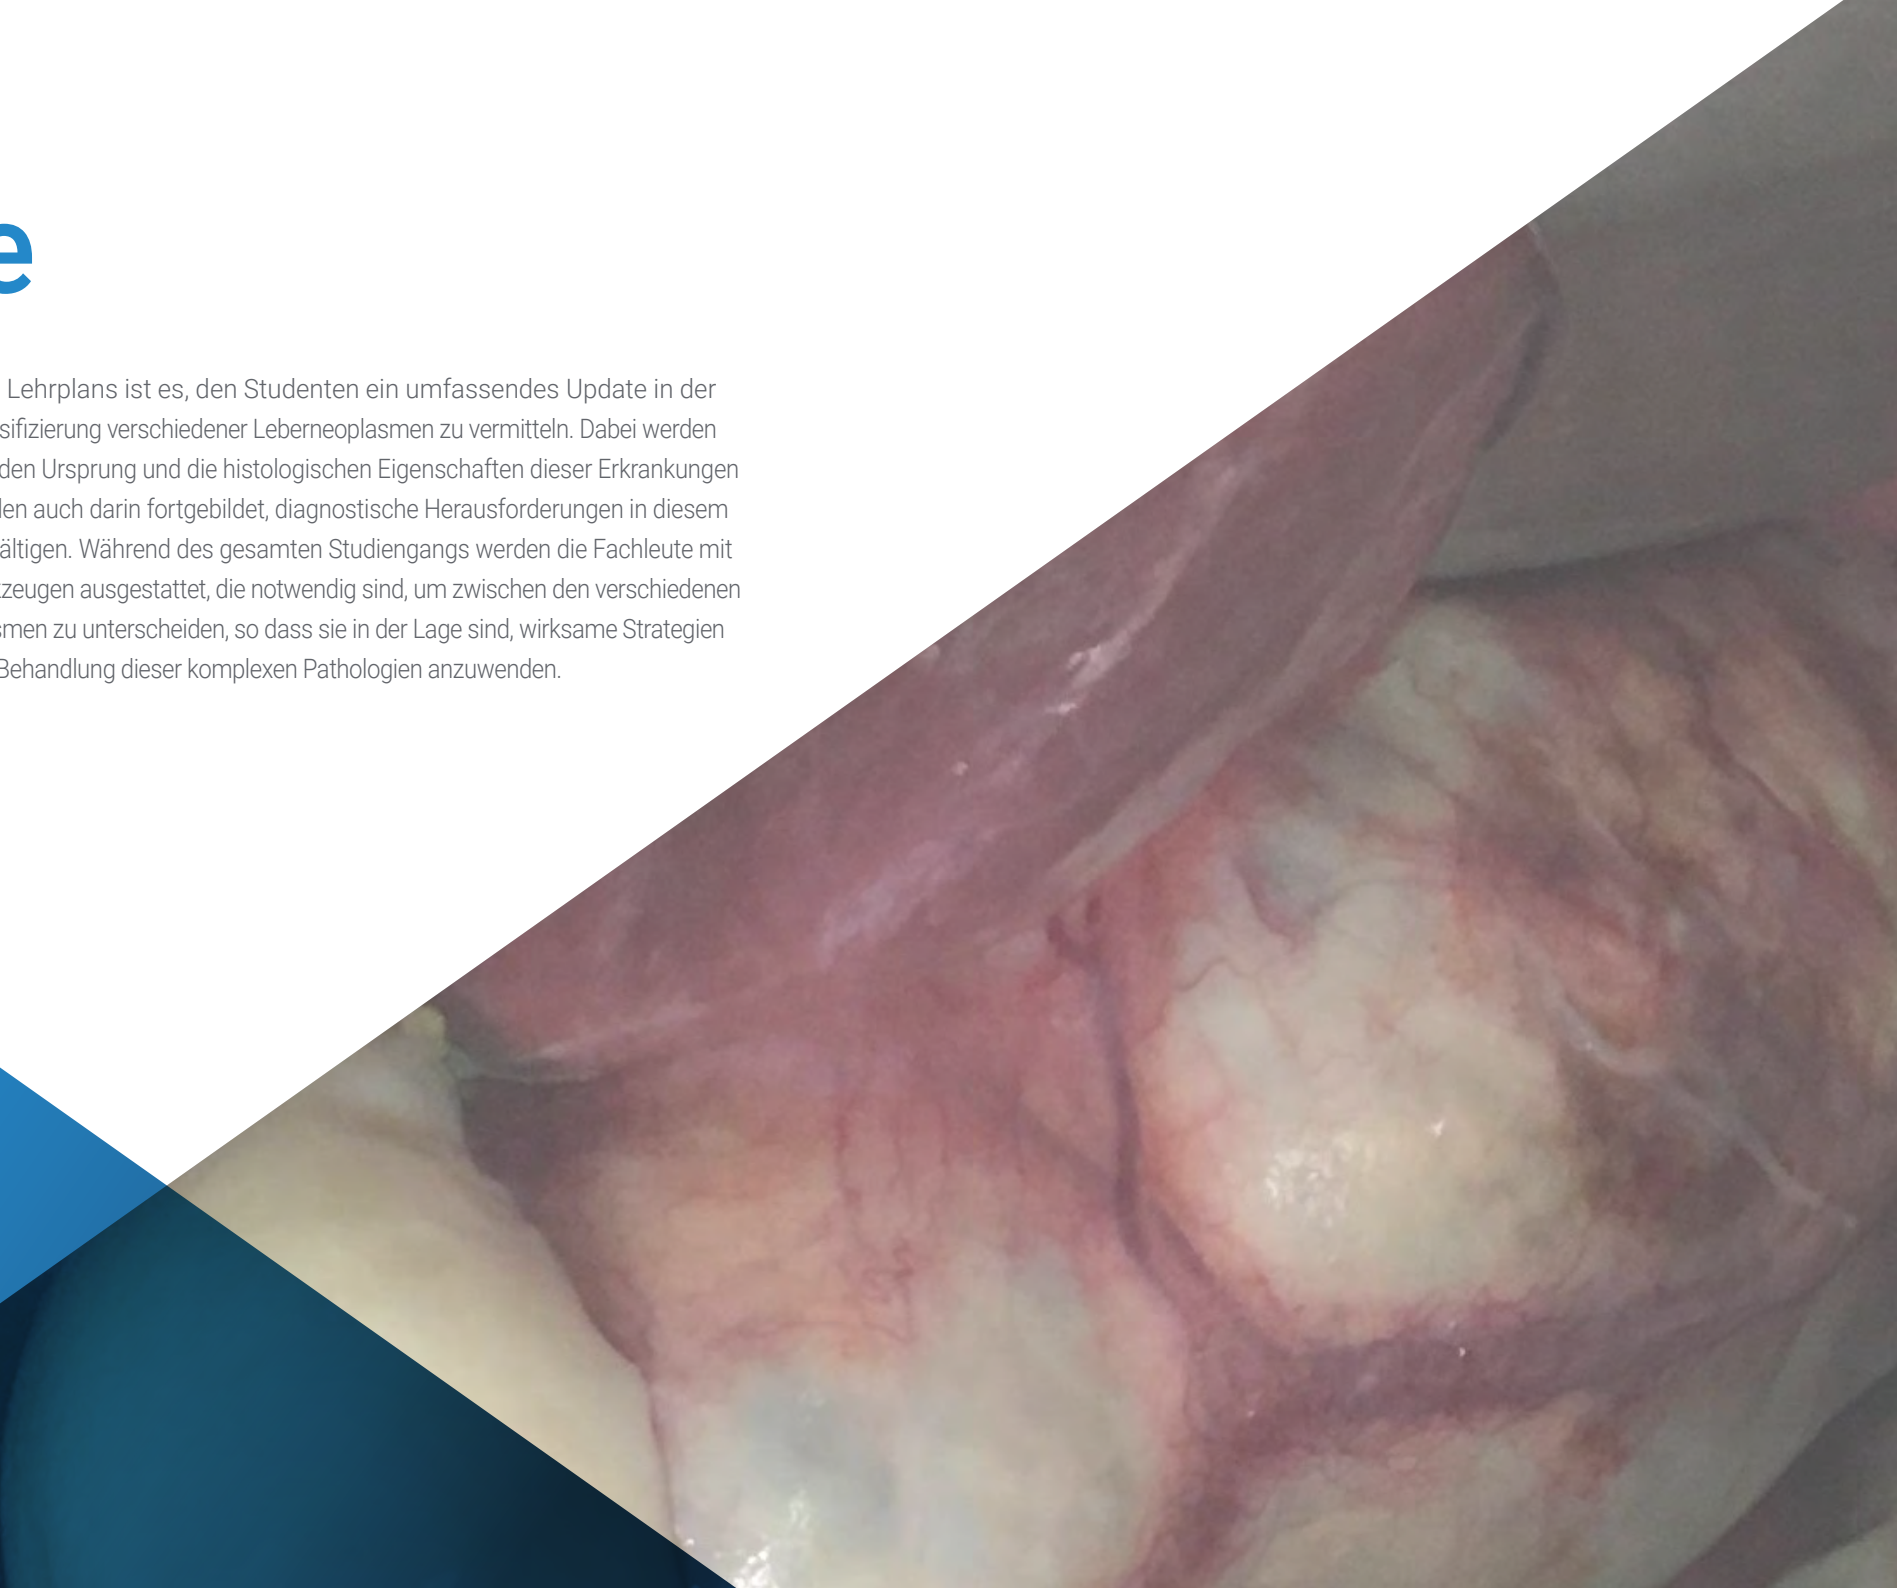 e
Lehrplans ist es, den Studenten ein umfassendes Update in der
sifizierung verschiedener Leberneoplasmen zu vermitteln. Dabei werden
den Ursprung und die histologischen Eigenschaften dieser Erkrankungen
en auch darin fortgebildet, diagnostische Herausforderungen in diesem
ältigen. Während des gesamten Studiengangs werden die Fachleute mit
zeugen ausgestattet, die notwendig sind, um zwischen den verschiedenen
smen zu unterscheiden, so dass sie in der Lage sind, wirksame Strategien
Behandlung dieser komplexen Pathologien anzuwenden.